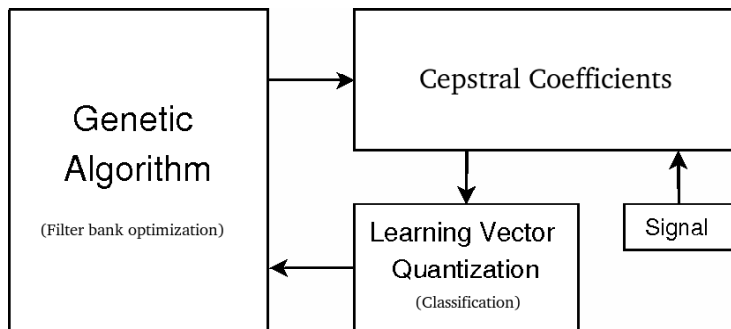 Genetic
Algorithm
(Filter bank optimization)
Cepstral Coefficients
Learning Vector
Quantization
(Classification)
Signal